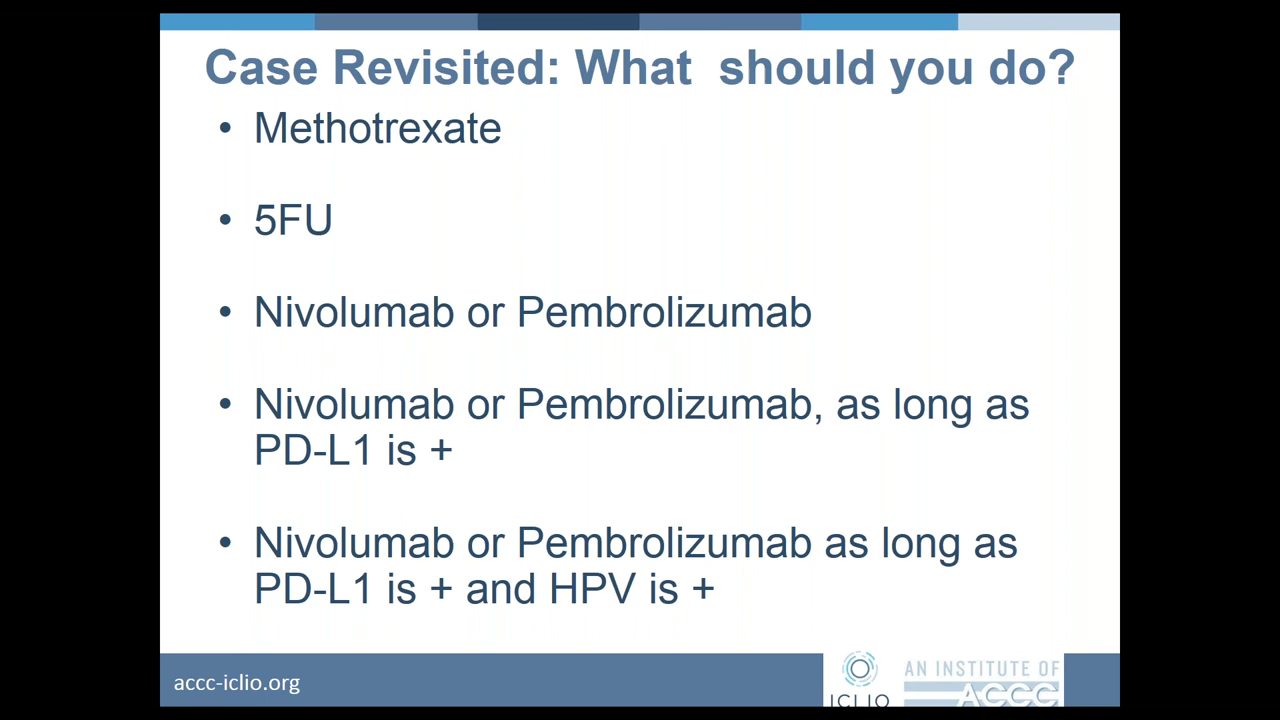 Case Revisited: What should you do?
• Methotrexate
• 5FU
• Nivolumab or Pembrolizumab
• Nivolumab or Pembrolizumab, as long as
PD-L1 is +
• Nivolumab or Pembrolizumab as long as
PD-L1 is + and HPV is +
accc-iclio.org
ICLIO
AN INSTITUTE OF
ACCC